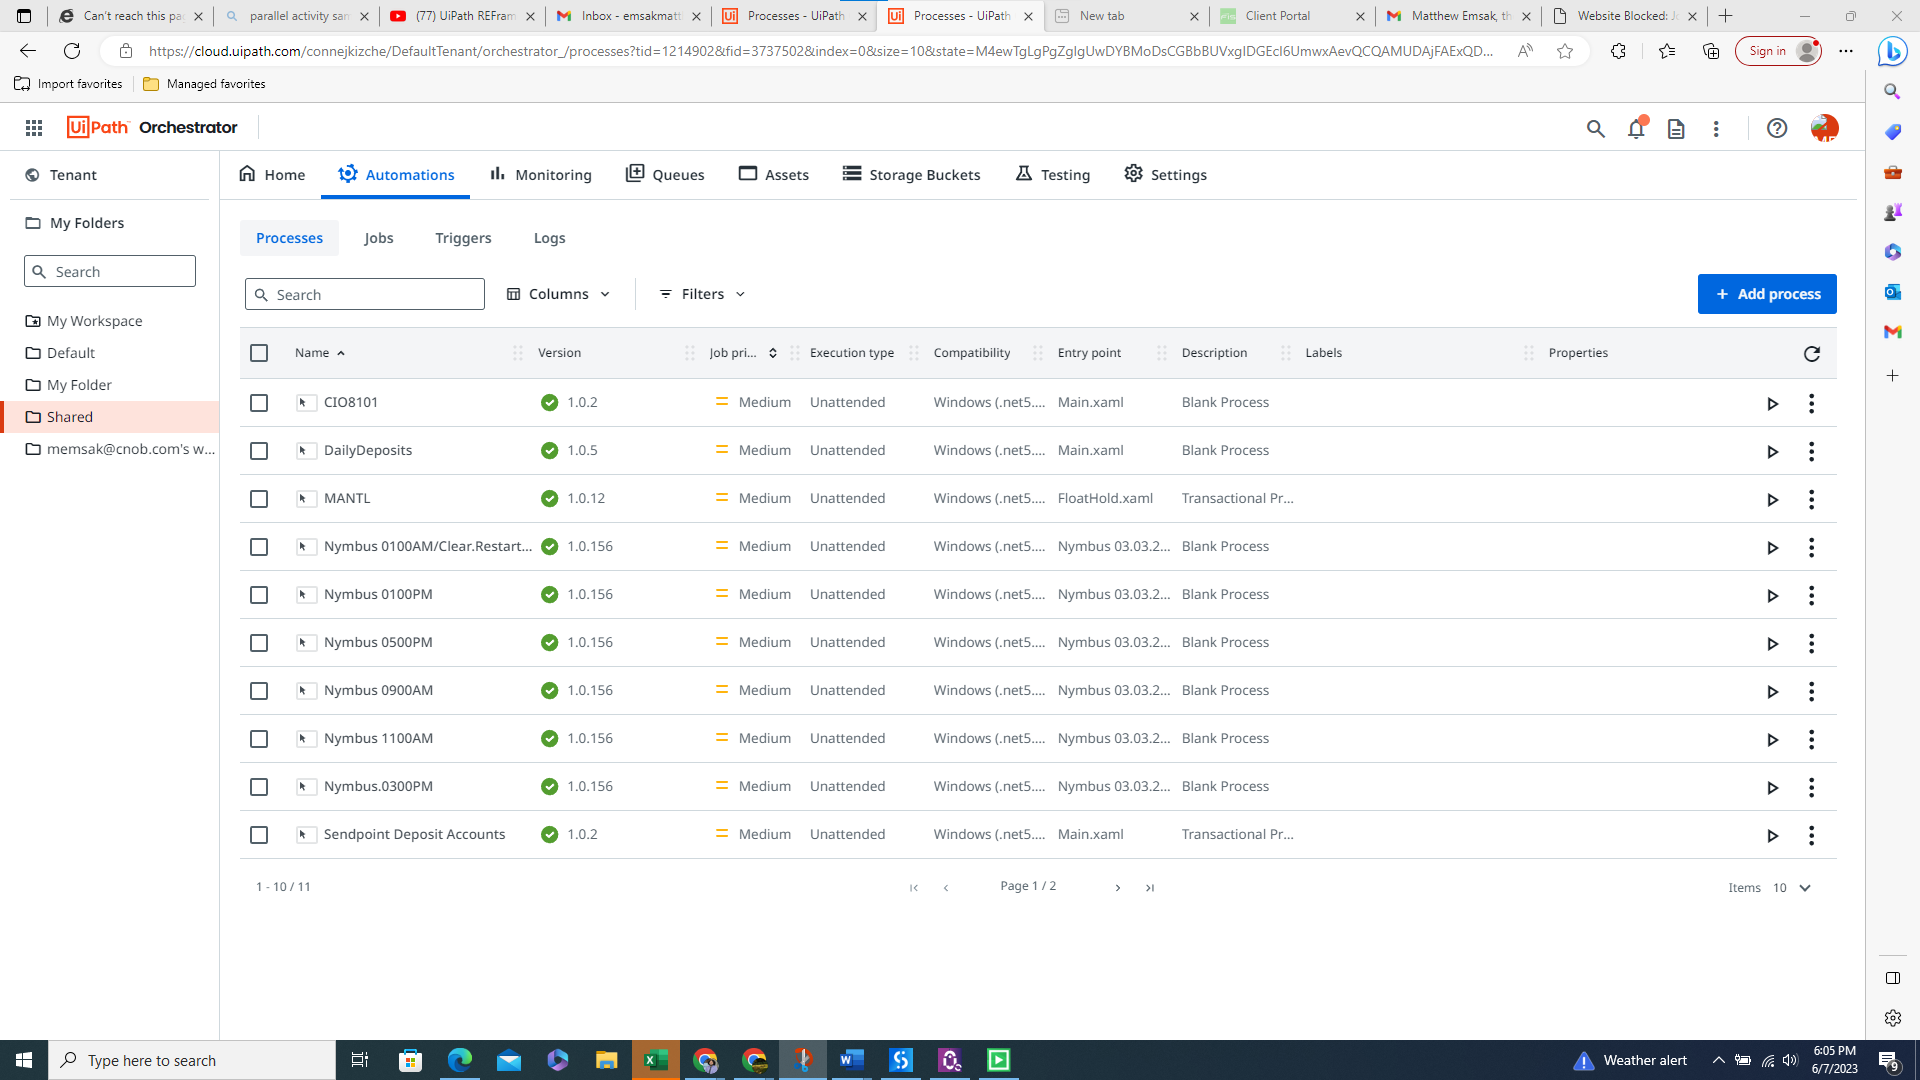 Can't reach this pa
parallel activity sam
(77) UiPath REFram
Inbox - emsakmatt
Processes - UiPath
Processes - UiPath
New tab
Client Portal
Matthew Emsak, th
Website Blocked: Jo
https://cloud.uipath.com/connejkizche/DefaultTenant/orchestrator_/processes?tid=1214902&fid=3737502&index=0&size=10&state=
Sign in
Import favorites
Managed favorites
UiPath Orchestrator
Tenant
Home
Automations
Monitoring
Queues
Assets
Storage Buckets
Testing
Settings
My Folders
Search
My Workspace
Default
My Folder
Shared
memsak@cnob.com's w...
Processes
Jobs
Triggers
Logs
Search
Columns
Filters
+ Add process
Name Version Job pri... Execution type Compatibility Entry point Description Labels Properties
CIO8101 1.0.2 Medium Unattended Windows (.net5.... Main.xaml Blank Process
DailyDeposits 1.0.5 Medium Unattended Windows (.net5.... Main.xaml Blank Process
MANTL 1.0.12 Medium Unattended Windows (.net5.... FloatHold.xaml Transactional Pr...
Nymbus 0100AM/Clear.Restart... 1.0.156 Medium Unattended Windows (.net5.... Nymbus 03.03.2... Blank Process
Nymbus 0100PM 1.0.156 Medium Unattended Windows (.net5.... Nymbus 03.03.2... Blank Process
Nymbus 0500PM 1.0.156 Medium Unattended Windows (.net5.... Nymbus 03.03.2... Blank Process
Nymbus 0900AM 1.0.156 Medium Unattended Windows (.net5.... Nymbus 03.03.2... Blank Process
Nymbus 1100AM 1.0.156 Medium Unattended Windows (.net5.... Nymbus 03.03.2... Blank Process
Nymbus.0300PM 1.0.156 Medium Unattended Windows (.net5.... Nymbus 03.03.2... Blank Process
Sendpoint Deposit Accounts 1.0.2 Medium Unattended Windows (.net5.... Main.xaml Transactional Pr...
1 - 10 / 11
Page 1 / 2
Items 10
Type here to search
Weather alert
6:05 PM
6/7/2023
9